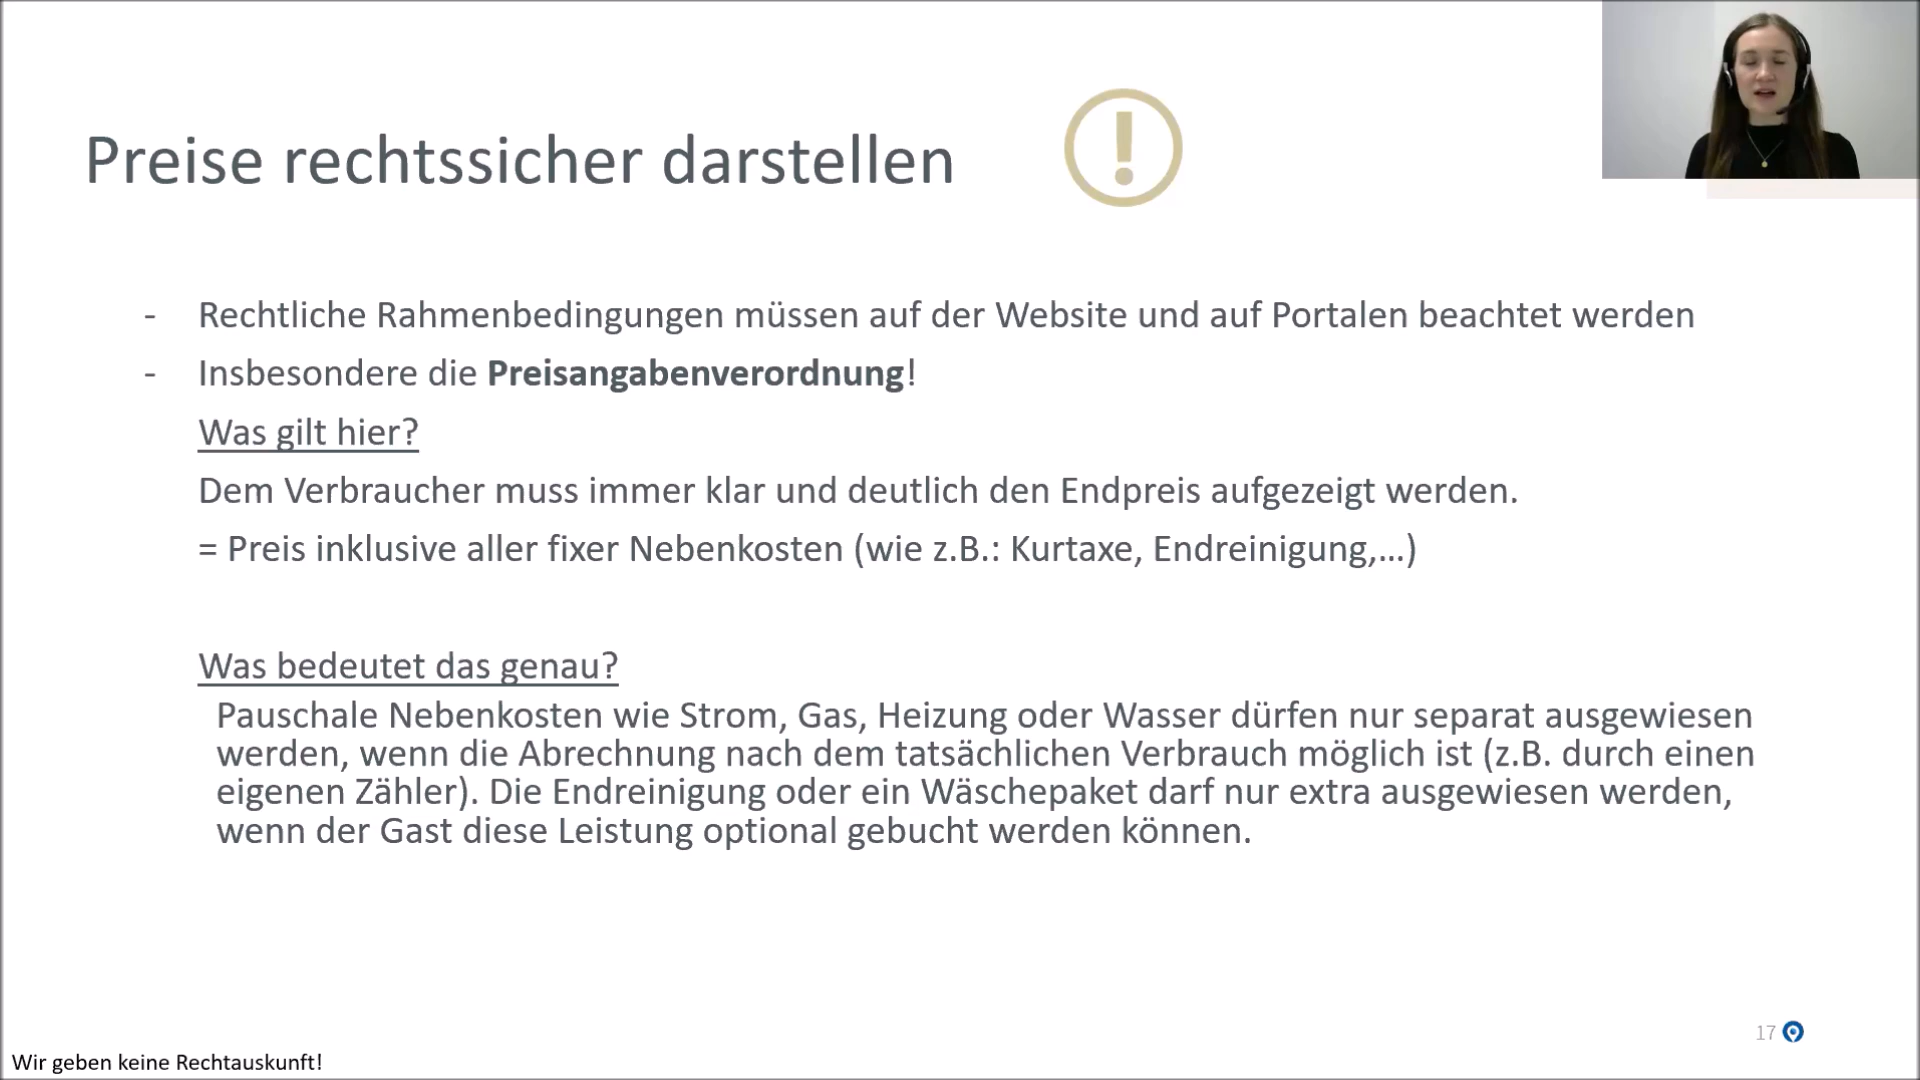 Preise rechtssicher darstellen
- Rechtliche Rahmenbedingungen müssen auf der Website und auf Portalen beachtet werden
- Insbesondere die Preisangabenverordnung!
Was gilt hier?
Dem Verbraucher muss immer klar und deutlich den Endpreis aufgezeigt werden.
= Preis inklusive aller fixer Nebenkosten (wie z.B.: Kurtaxe, Endreinigung,...)
Was bedeutet das genau?
Pauschale Nebenkosten wie Strom, Gas, Heizung oder Wasser dürfen nur separat ausgewiesen
werden, wenn die Abrechnung nach dem tatsächlichen Verbrauch möglich ist (z.B. durch einen
eigenen Zähler). Die Endreinigung oder ein Wäschepaket darf nur extra ausgewiesen werden,
wenn der Gast diese Leistung optional gebucht werden können.
17
Wir geben keine Rechtauskunft!